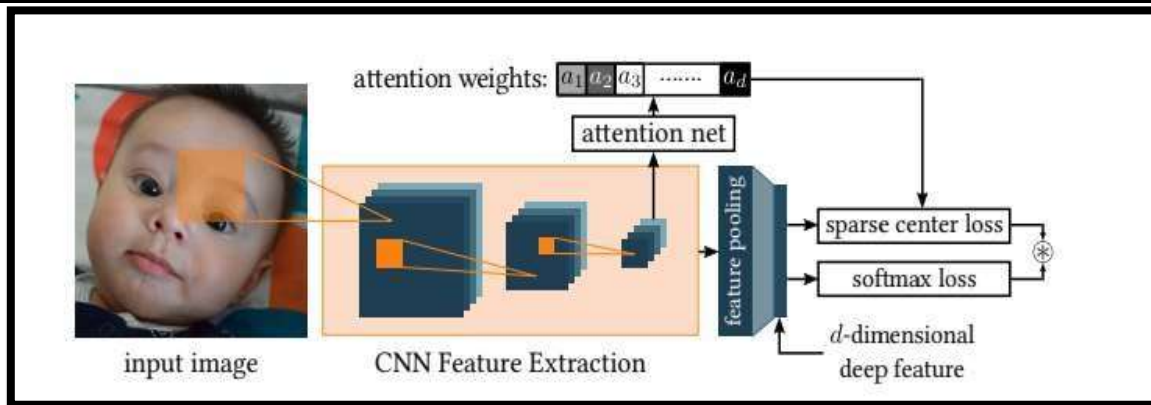 attention weights: a1 a2 a3 ....... ad
attention net
feature pooling
sparse center loss
softmax loss
d-dimensional
deep feature
input image
CNN Feature Extraction